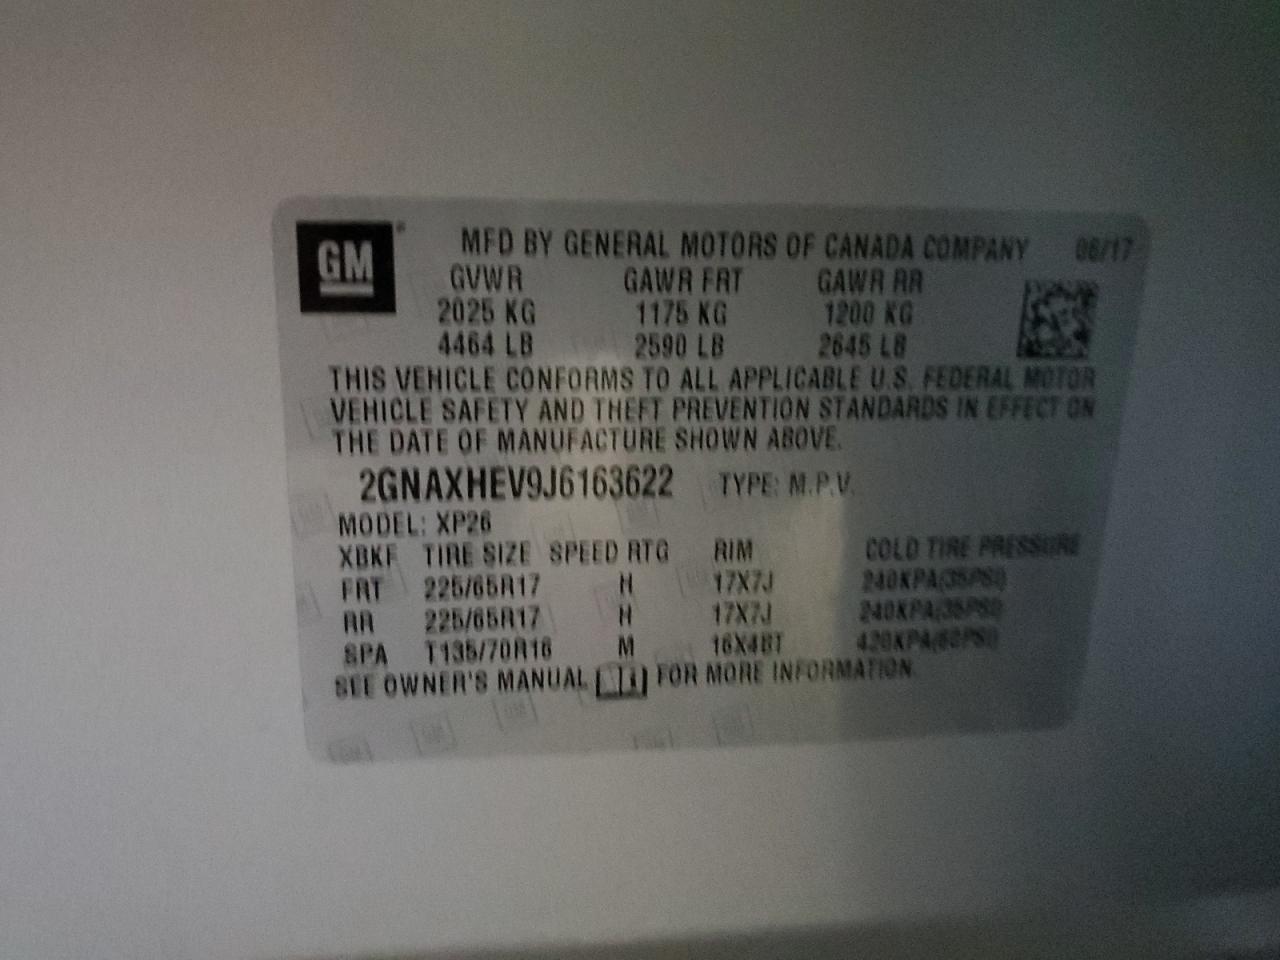 GM
MFD BY GENERAL MOTORS OF CANADA COMPANY 06/17
GVWR GAWR FRT GAWR RR
2025 KG 1175 KG 1200 KG
4464 LB 2590 LB 2645 LB
THIS VEHICLE CONFORMS TO ALL APPLICABLE U.S. FEDERAL MOTOR
VEHICLE SAFETY AND THEFT PREVENTION STANDARDS IN EFFECT ON
THE DATE OF MANUFACTURE SHOWN ABOVE.
2GNAXHEV9J6163622 TYPE: M.P.V.
MODEL: XP26
XBKF TIRE SIZE SPEED RTG RIM COLD TIRE PRESSURE
FRT 225/65R17 H 17X7J 240KPA(35PSI)
RR 225/65R17 H 17X7J 240KPA(35PSI)
SPA T135/70R16 M 16X4BT 420KPA(60PSI)
SEE OWNER'S MANUAL FOR MORE INFORMATION.